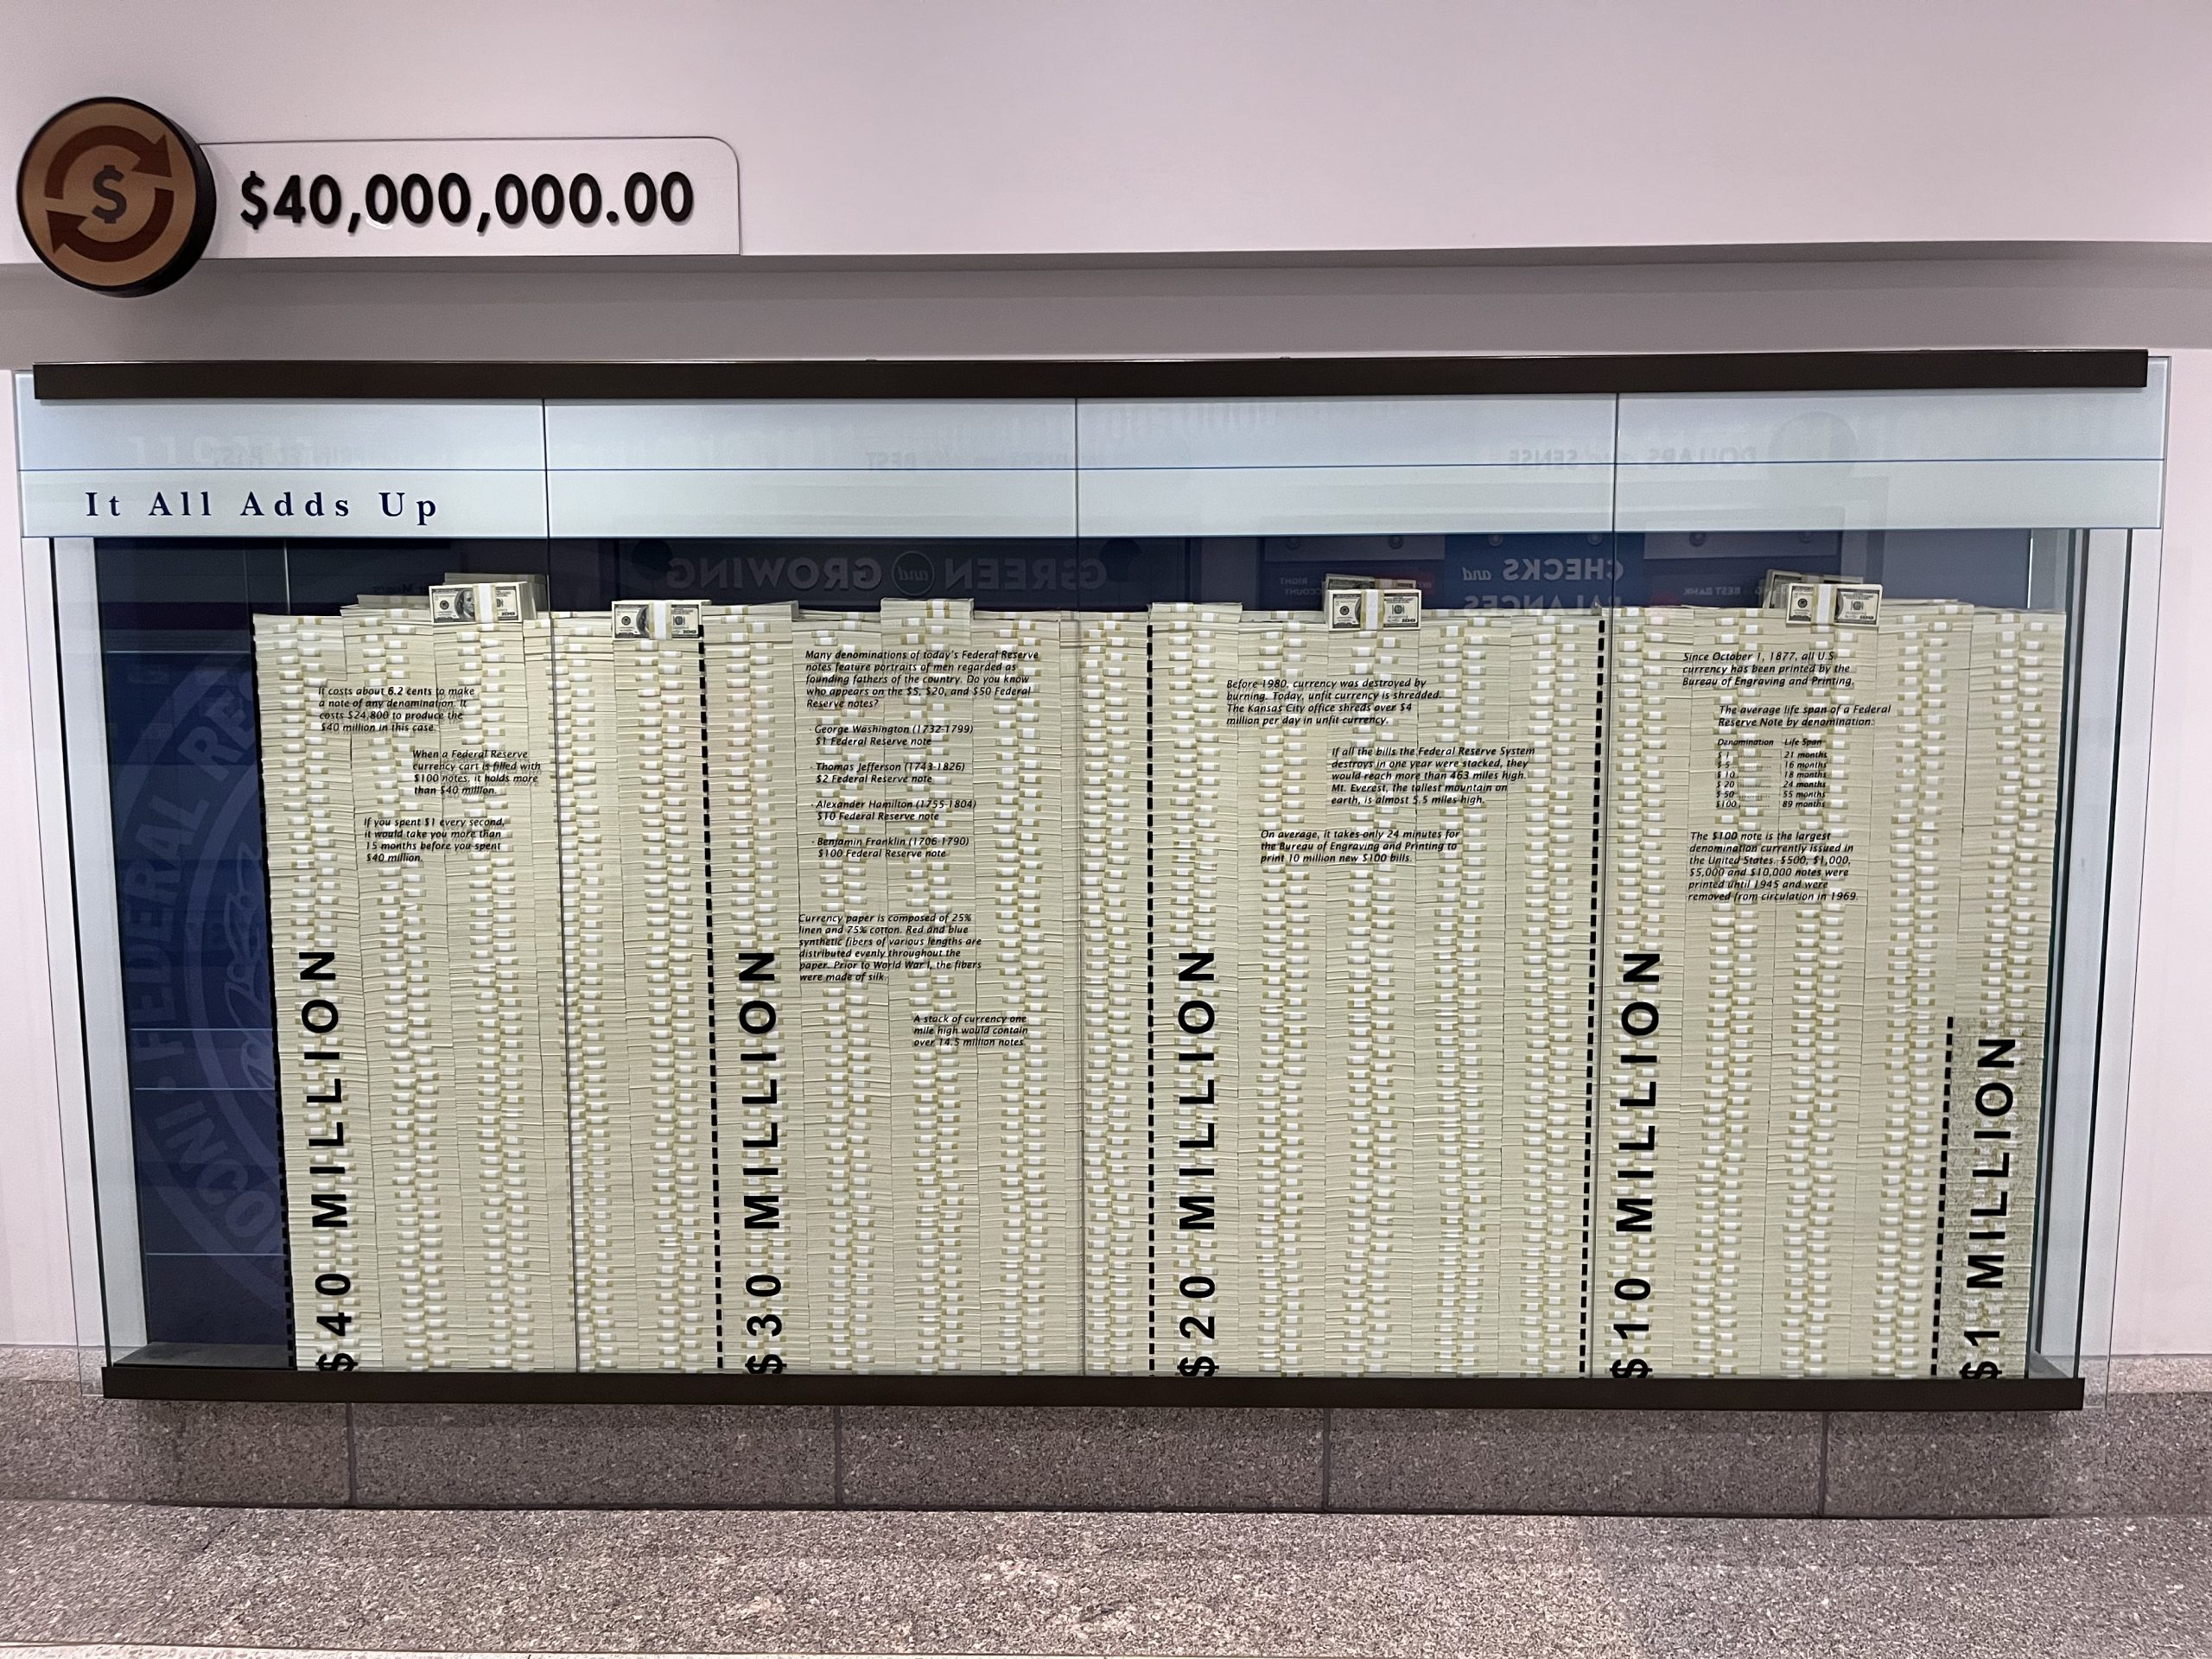 $
$40,000,000.00
It All Adds Up
GREEN and GROWING
CHECKS and
BALANCES
DOLLARS and SENSE
FEDERAL RE
INCO
It costs about 6.2 cents to make
a note of any denomination. It
costs $24,800 to produce the
$40 million in this case.
When a Federal Reserve
currency cart is filled with
$100 notes, it holds more
than $40 million.
If you spent $1 every second,
it would take you more than
15 months before you spent
$40 million.
$40 MILLION
Many denominations of today's Federal Reserve
notes feature portraits of men regarded as
founding fathers of the country. Do you know
who appears on the $5, $20, and $50 Federal
Reserve notes?
- George Washington (1732-1799)
$1 Federal Reserve note
- Thomas Jefferson (1743-1826)
$2 Federal Reserve note
- Alexander Hamilton (1755-1804)
$10 Federal Reserve note
- Benjamin Franklin (1706-1790)
$100 Federal Reserve note
Currency paper is composed of 25%
linen and 75% cotton. Red and blue
synthetic fibers of various lengths are
distributed evenly throughout the
paper. Prior to World War I, the fibers
were made of silk.
A stack of currency one
mile high would contain
over 14.5 million notes.
$30 MILLION
Before 1980, currency was destroyed by
burning. Today, unfit currency is shredded.
The Kansas City office shreds over $4
million per day in unfit currency.
If all the bills the Federal Reserve System
destroys in one year were stacked, they
would reach more than 463 miles high.
Mt. Everest, the tallest mountain on
earth, is almost 5.5 miles high.
On average, it takes only 24 minutes for
the Bureau of Engraving and Printing to
print 10 million new $100 bills.
$20 MILLION
Since October 1, 1877, all U.S.
currency has been printed by the
Bureau of Engraving and Printing.
The average life span of a Federal
Reserve Note by denomination:
Denomination Life Span
$ 1 21 months
$ 5 16 months
$ 10 18 months
$ 20 24 months
$ 50 55 months
$100 89 months
The $100 note is the largest
denomination currently issued in
the United States. $500, $1,000,
$5,000 and $10,000 notes were
printed until 1945 and were
removed from circulation in 1969.
$10 MILLION
$1 MILLION